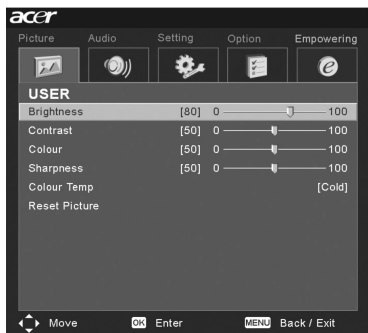 acer
Picture Audio Setting Option Empowering
e
USER
Brightness [80] 0 100
Contrast [50] 0 100
Colour [50] 0 100
Sharpness [50] 0 100
Colour Temp [Cold]
Reset Picture
Move OK Enter MENU Back / Exit